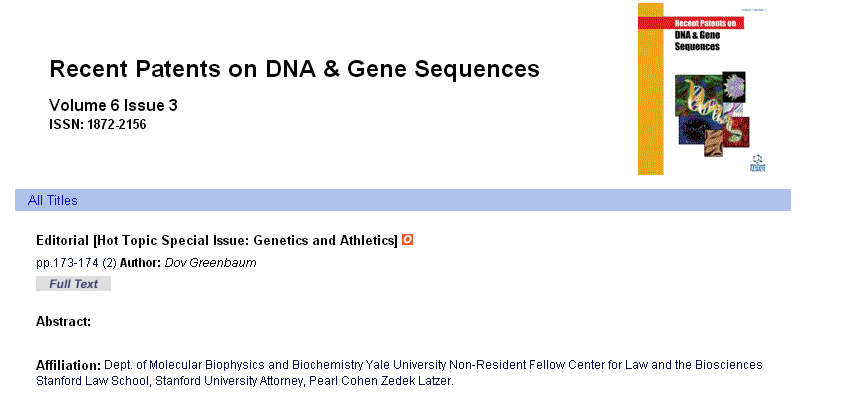 Recent Patents on
DNA & Gene
Sequences
Recent Patents on DNA & Gene Sequences
Volume 6 Issue 3
ISSN: 1872-2156
All Titles
Editorial [Hot Topic Special Issue: Genetics and Athletics]
pp.173-174 (2) Author: Dov Greenbaum
Full Text
Abstract:
Affiliation: Dept. of Molecular Biophysics and Biochemistry Yale University Non-Resident Fellow Center for Law and the Biosciences
Stanford Law School, Stanford University Attorney, Pearl Cohen Zedek Latzer.